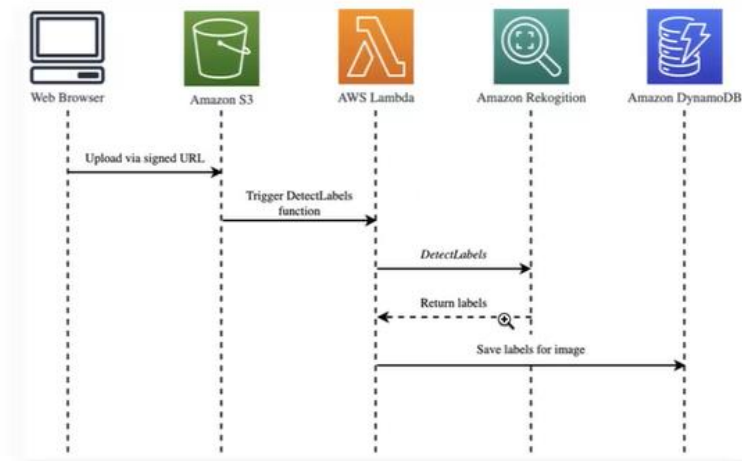 Web Browser
Amazon S3
AWS Lambda
Amazon Rekogition
Amazon DynamoDB
Upload via signed URL
Trigger DetectLabels
function
DetectLabels
Return labels
Save labels for image